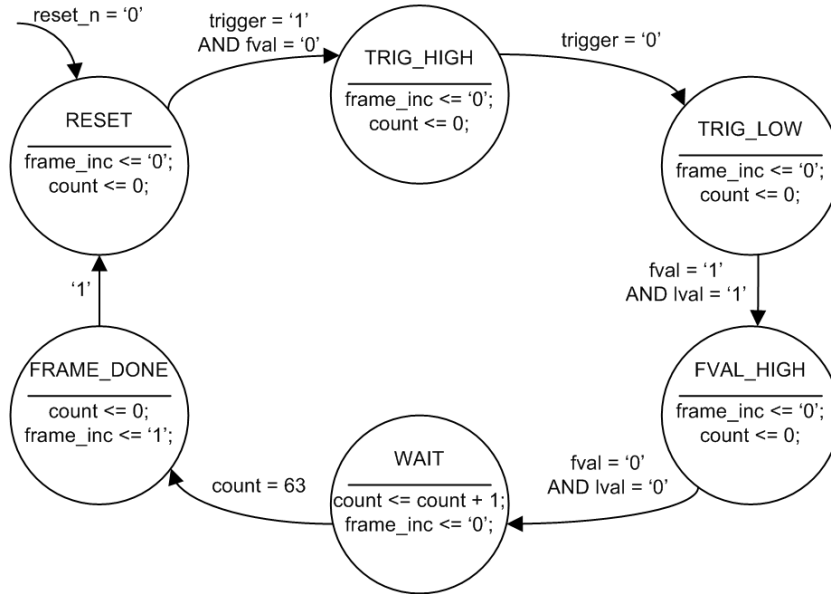 reset_n = ‘0’
trigger = ‘1’
AND fval = ‘0’
TRIG_HIGH
frame_inc <= ‘0’;
count <= 0;
trigger = ‘0’
RESET
frame_inc <= ‘0’;
count <= 0;
TRIG_LOW
frame_inc <= ‘0’;
count <= 0;
fval = ‘1’
AND lval = ‘1’
‘1’
FRAME_DONE
count <= 0;
frame_inc <= ‘1’;
FVAL_HIGH
frame_inc <= ‘0’;
count <= 0;
WAIT
count <= count + 1;
frame_inc <= ‘0’;
count = 63
fval = ‘0’
AND lval = ‘0’